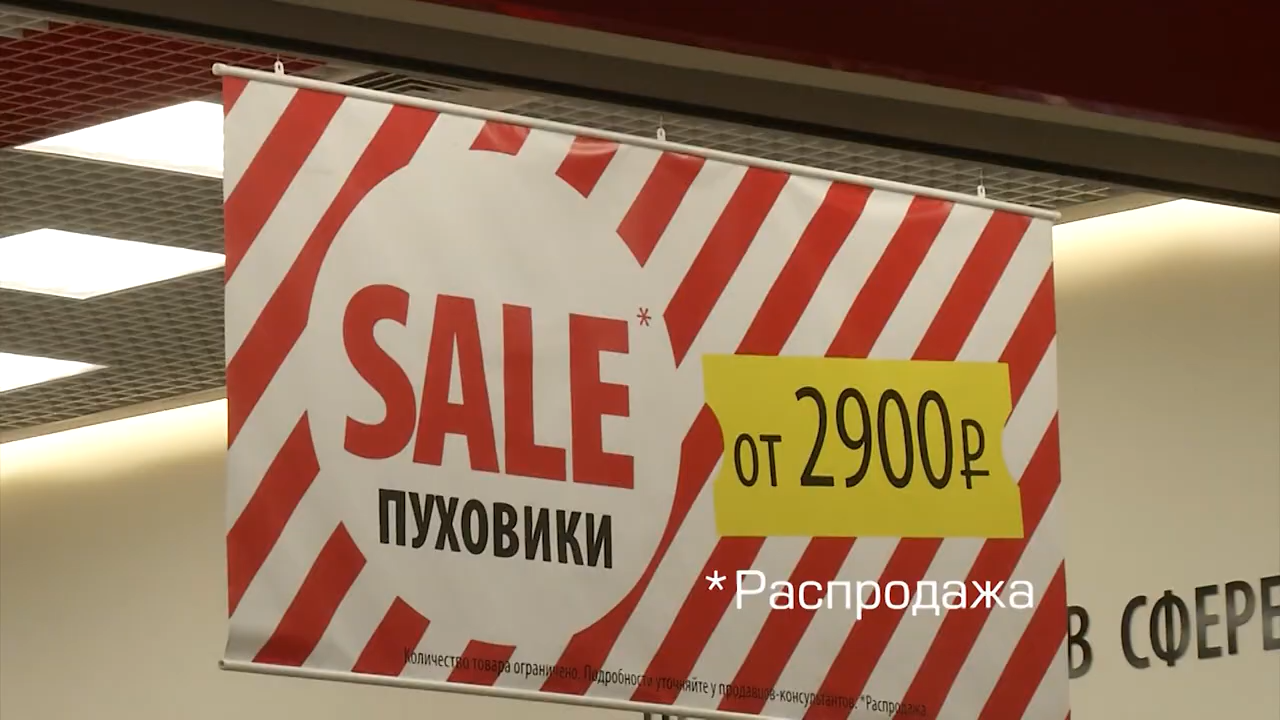 SALE*
ПУХОВИКИ
от 2900₽
*Распродажа
В СФЕРЕ
Количество товара ограничено. Подробности уточняйте у продавцов-консультантов. *Распродажа